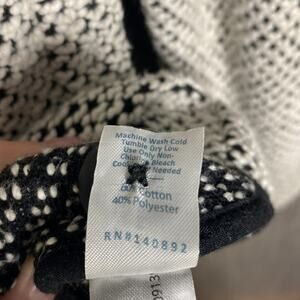 Machine Wash Cold
Tumble Dry Low
Use Only Non-
Bleach
Needed
Cotton
40% Polyester
RN#140892